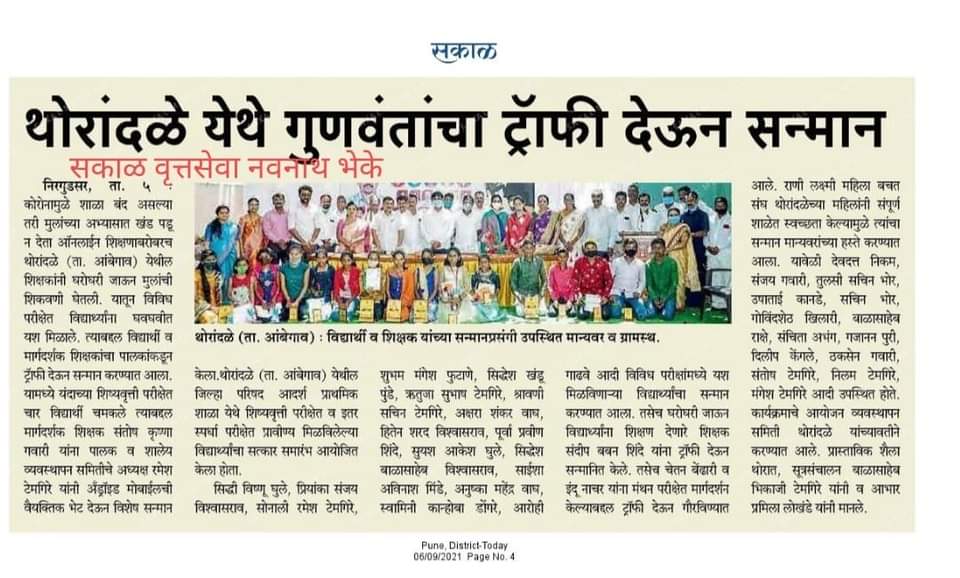 सकाळ
थोरांदळे येथे गुणवंतांचा ट्रॉफी देऊन सन्मान
सकाळ वृत्तसेवा नवनाथ भेके
निरगुडसर, ता. ५ :
कोरोनामुळे शाळा बंद असल्या
तरी मुलांच्या अभ्यासात खंड पडू
न देता ऑनलाईन शिक्षणाबरोबरच
थोरांदळे (ता. आंबेगाव) येथील
शिक्षकांनी घरोघरी जाऊन मुलांची
शिकवणी घेतली. यातून विविध
परीक्षेत विद्यार्थ्यांना घवघवीत
यश मिळाले. त्याबद्दल विद्यार्थी व
मार्गदर्शक शिक्षकांचा पालकांकडून
ट्रॉफी देऊन सन्मान करण्यात आला.
यामध्ये यंदाच्या शिष्यवृत्ती परीक्षेत
चार विद्यार्थी चमकले त्याबद्दल
मार्गदर्शक शिक्षक संतोष कृष्णा
गवारी यांना पालक व शालेय
व्यवस्थापन समितीचे अध्यक्ष रमेश
टेमगिरे यांनी अँड्रॉइड मोबाईलची
वैयक्तिक भेट देऊन विशेष सन्मान
थोरांदळे (ता. आंबेगाव) : विद्यार्थी व शिक्षक यांच्या सन्मानप्रसंगी उपस्थित मान्यवर व ग्रामस्थ.
केला.थोरांदळे (ता. आंबेगाव) येथील
जिल्हा परिषद आदर्श प्राथमिक
शाळा येथे शिष्यवृत्ती परीक्षेत व इतर
स्पर्धा परीक्षेत प्रावीण्य मिळविलेल्या
विद्यार्थ्यांचा सत्कार समारंभ आयोजित
केला होता.
सिद्धी विष्णू घुले, प्रियांका संजय
विश्वासराव, सोनाली रमेश टेमगिरे,
शुभम मंगेश फुटाणे, सिद्धेश खंडू
पुंडे, ऋतुजा सुभाष टेमगिरे, श्रावणी
सचिन टेमगिरे, अक्षरा शंकर वाघ,
हितेन शरद विश्वासराव, पूर्वा प्रवीण
शिंदे, सुयश आकेश घुले, सिद्धेश
बाळासाहेब विश्वासराव, साईशा
अविनाश मिंडे, अनुष्का महेंद्र वाघ,
स्वामिनी कान्होबा डोंगरे, आरोही
गाढवे आदी विविध परीक्षांमध्ये यश
मिळविणाऱ्या विद्यार्थ्यांचा सन्मान
करण्यात आला. तसेच घरोघरी जाऊन
विद्यार्थ्यांना शिक्षण देणारे शिक्षक
संदीप बबन शिंदे यांना ट्रॉफी देऊन
सन्मानित केले. तसेच चेतन बेंढारी व
इंदू नाचर यांना मंथन परीक्षेत मार्गदर्शन
केल्याबद्दल ट्रॉफी देऊन गौरविण्यात
आले. राणी लक्ष्मी महिला बचत
संघ थोरांदळेच्या महिलांनी संपूर्ण
शाळेत स्वच्छता केल्यामुळे त्यांचा
सन्मान मान्यवरांच्या हस्ते करण्यात
आला. यावेळी देवदत्त निकम,
संजय गवारी, तुलसी सचिन भोर,
उषाताई कानडे, सचिन भोर,
गोविंदशेठ खिलारी, बाळासाहेब
राक्षे, संचिता अभंग, गजानन पुरी,
दिलीप केंगले, ठकसेन गवारी,
संतोष टेमगिरे, निलम टेमगिरे,
मंगेश टेमगिरे आदी उपस्थित होते.
कार्यक्रमाचे आयोजन व्यवस्थापन
समिती थोरांदळे यांच्यावतीने
करण्यात आले. प्रास्ताविक शैला
थोरात, सूत्रसंचालन बाळासाहेब
भिकाजी टेमगिरे यांनी व आभार
प्रमिला लोखंडे यांनी मानले.
Pune, District-Today
06/09/2021 Page No. 4